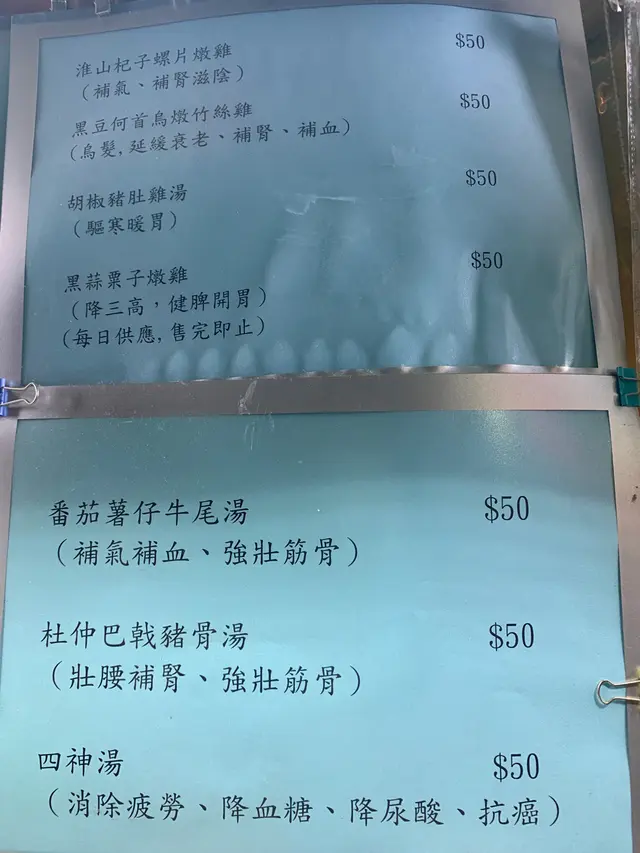 淮山杞子螺片燉雞 $50
（補氣、補腎滋陰）
黑豆何首烏燉竹絲雞 $50
(烏髮,延緩衰老、補腎、補血)
胡椒豬肚雞湯 $50
（驅寒暖胃）
黑蒜粟子燉雞 $50
（降三高，健脾開胃）
(每日供應,售完即止)
番茄薯仔牛尾湯 $50
（補氣補血、強壯筋骨）
杜仲巴戟豬骨湯 $50
（壯腰補腎、強壯筋骨）
四神湯 $50
（消除疲勞、降血糖、降尿酸、抗癌）